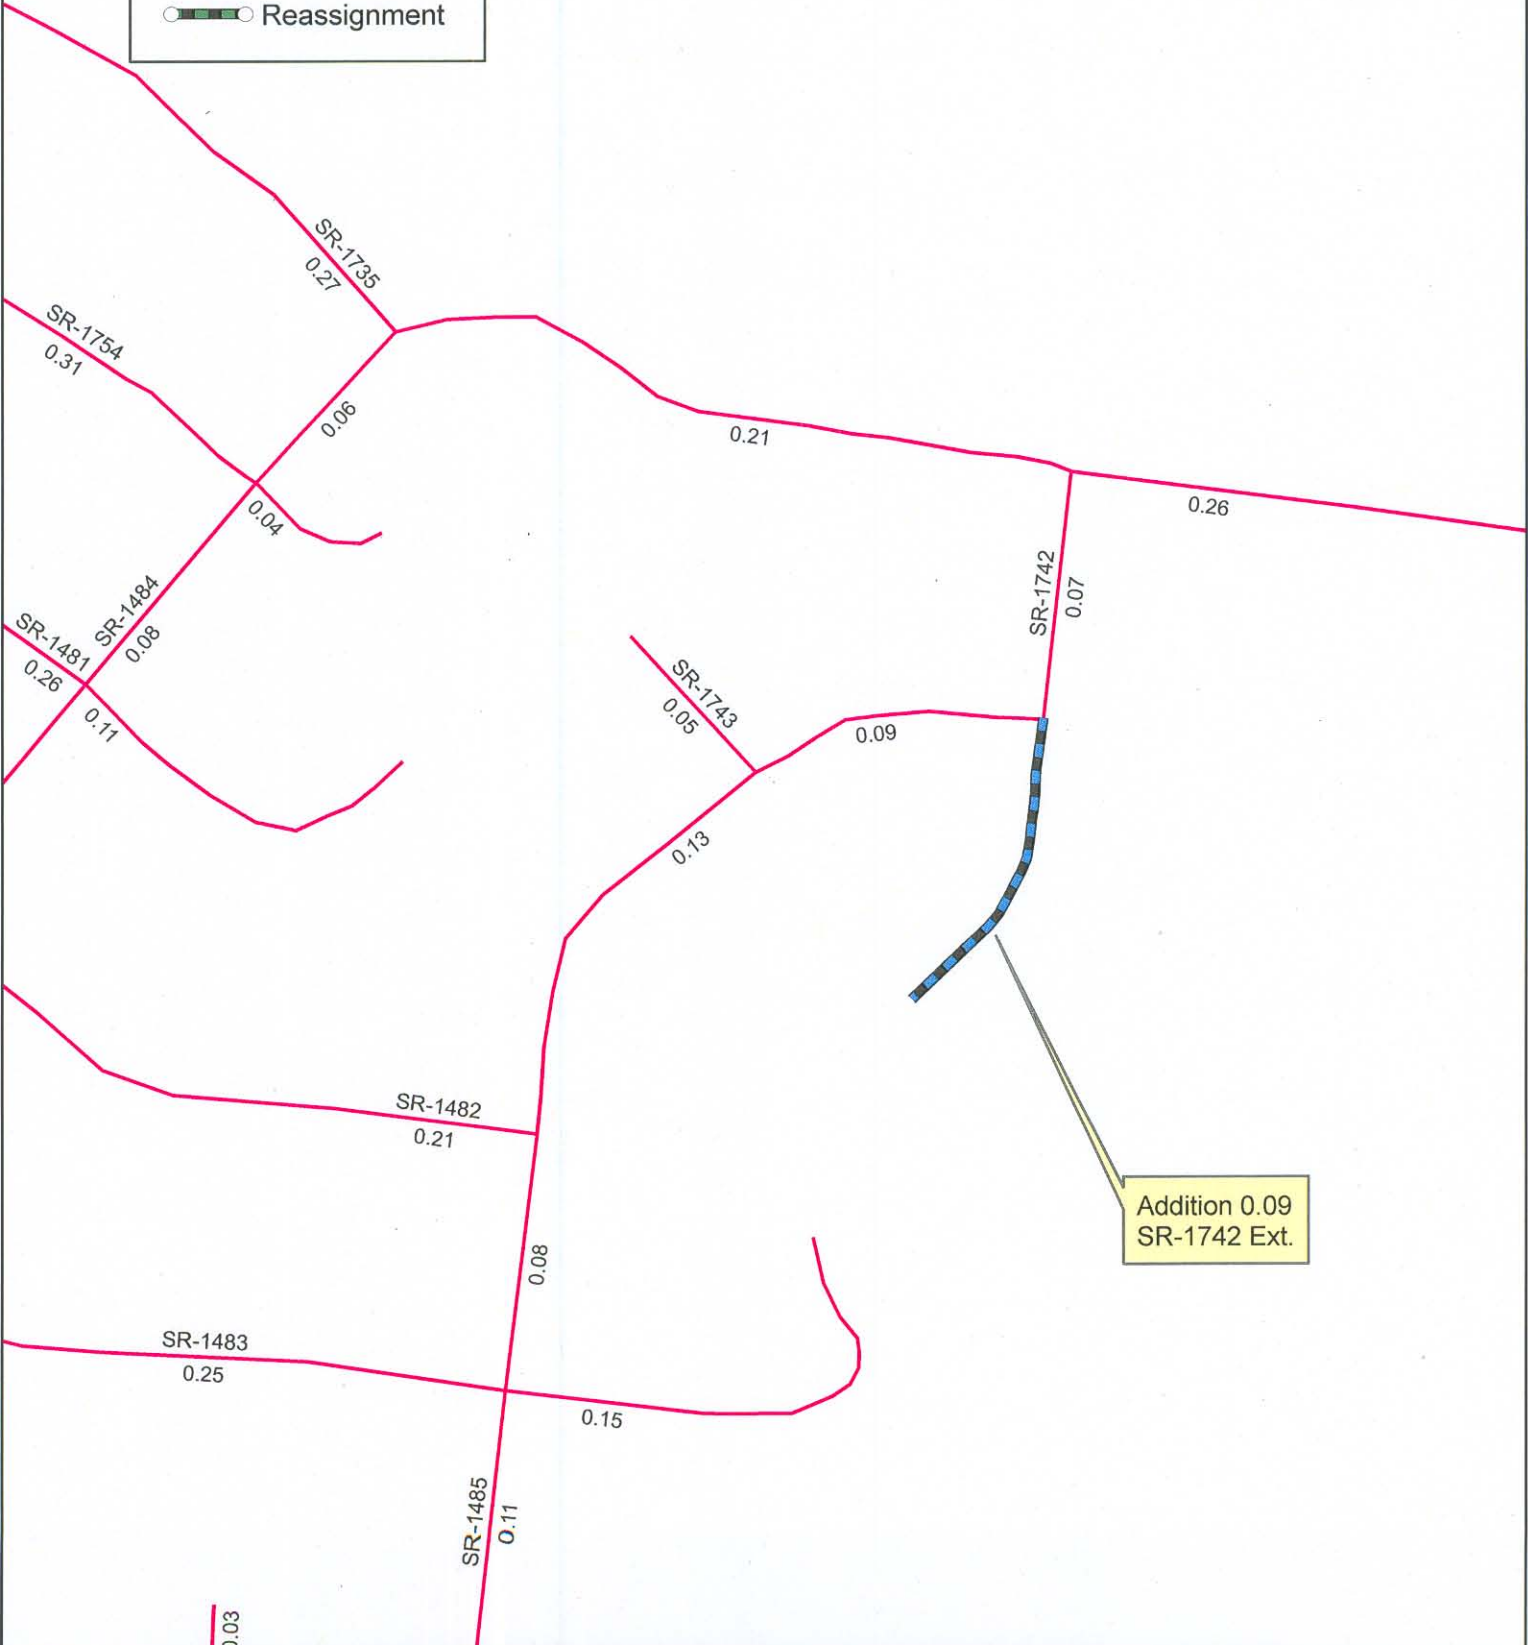 Reassignment
SR-1735
0.27
SR-1754
0.31
0.06
0.21
0.26
0.04
SR-1742
0.07
SR-1484
0.08
SR-1481
0.26
0.11
SR-1743
0.05
0.09
0.13
SR-1482
0.21
Addition 0.09
SR-1742 Ext.
0.08
SR-1483
0.25
0.15
SR-1485
0.11
0.03